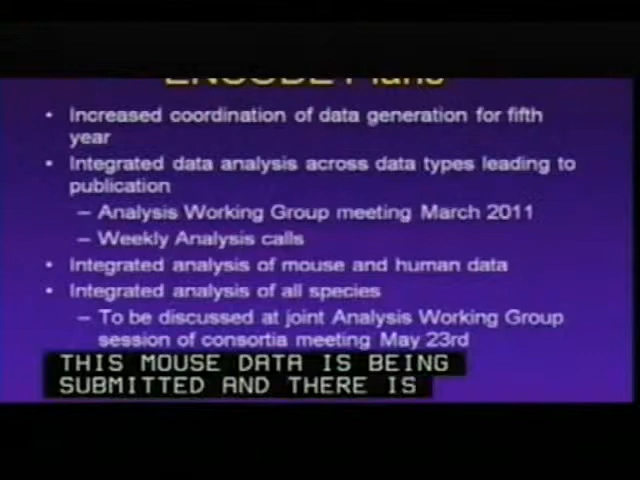 ENCODE Plans
• Increased coordination of data generation for fifth
year
• Integrated data analysis across data types leading to
publication
– Analysis Working Group meeting March 2011
– Weekly Analysis calls
• Integrated analysis of mouse and human data
• Integrated analysis of all species
– To be discussed at joint Analysis Working Group
session of consortia meeting May 23rd
THIS MOUSE DATA IS BEING
SUBMITTED AND THERE IS